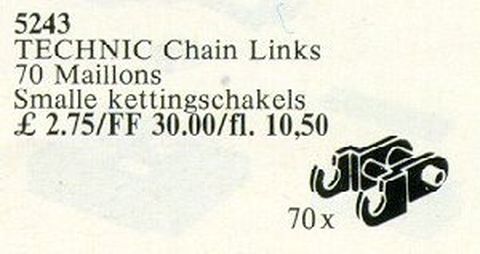 5243
TECHNIC Chain Links
70 Maillons
Smalle kettingschakels
£ 2.75/FF 30.00/fl. 10,50
70 x